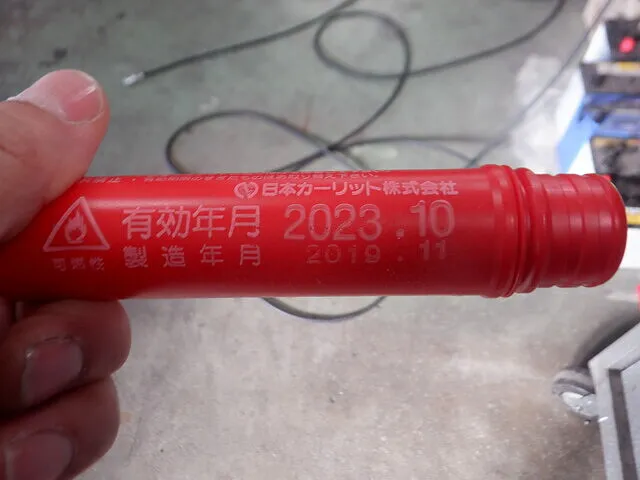 日本カーリット株式会社
有効年月 2023.10
製造年月 2019.11
可燃性